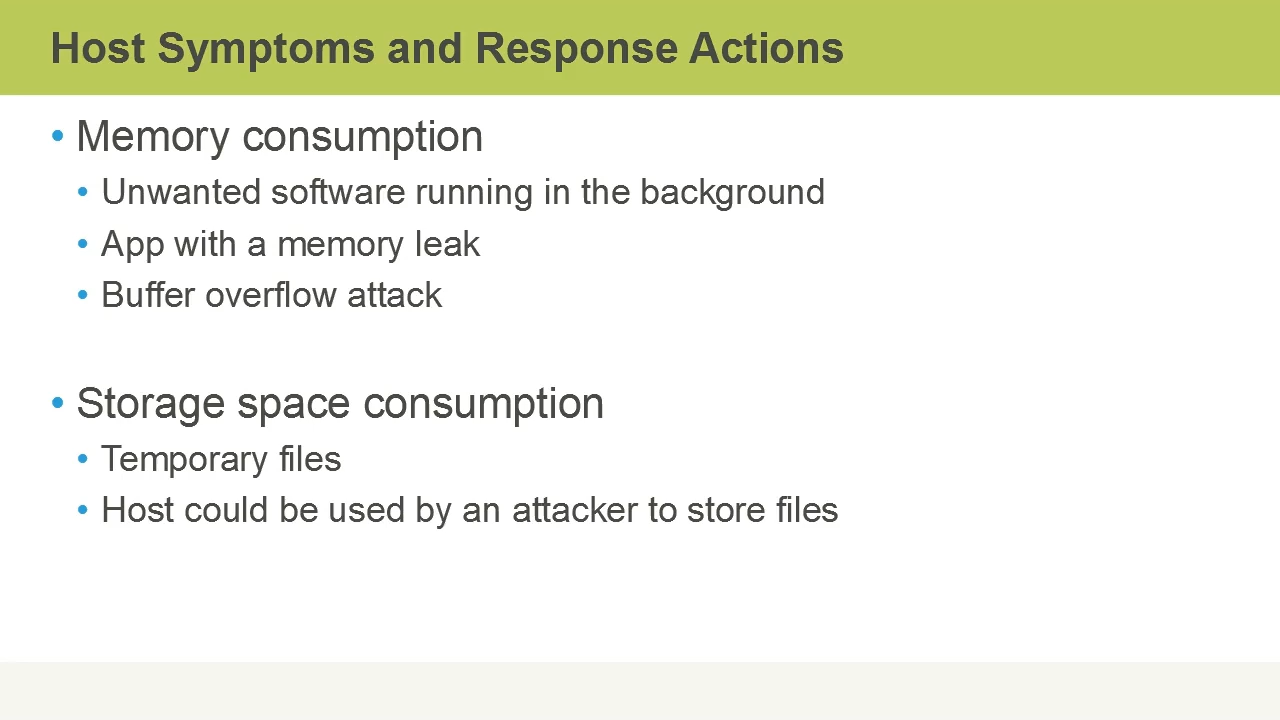 Host Symptoms and Response Actions
• Memory consumption
• Unwanted software running in the background
• App with a memory leak
• Buffer overflow attack
• Storage space consumption
• Temporary files
• Host could be used by an attacker to store files